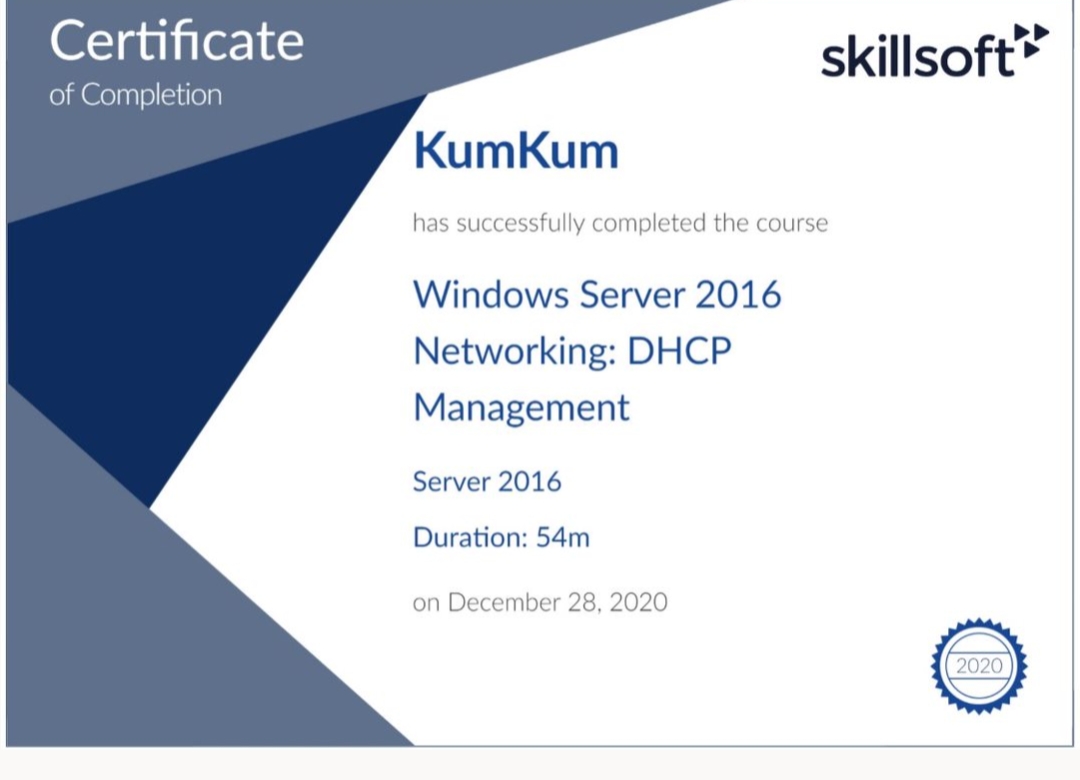 Certificate
of Completion
skillsoft
KumKum
has successfully completed the course
Windows Server 2016
Networking: DHCP
Management
Server 2016
Duration: 54m
on December 28, 2020
2020